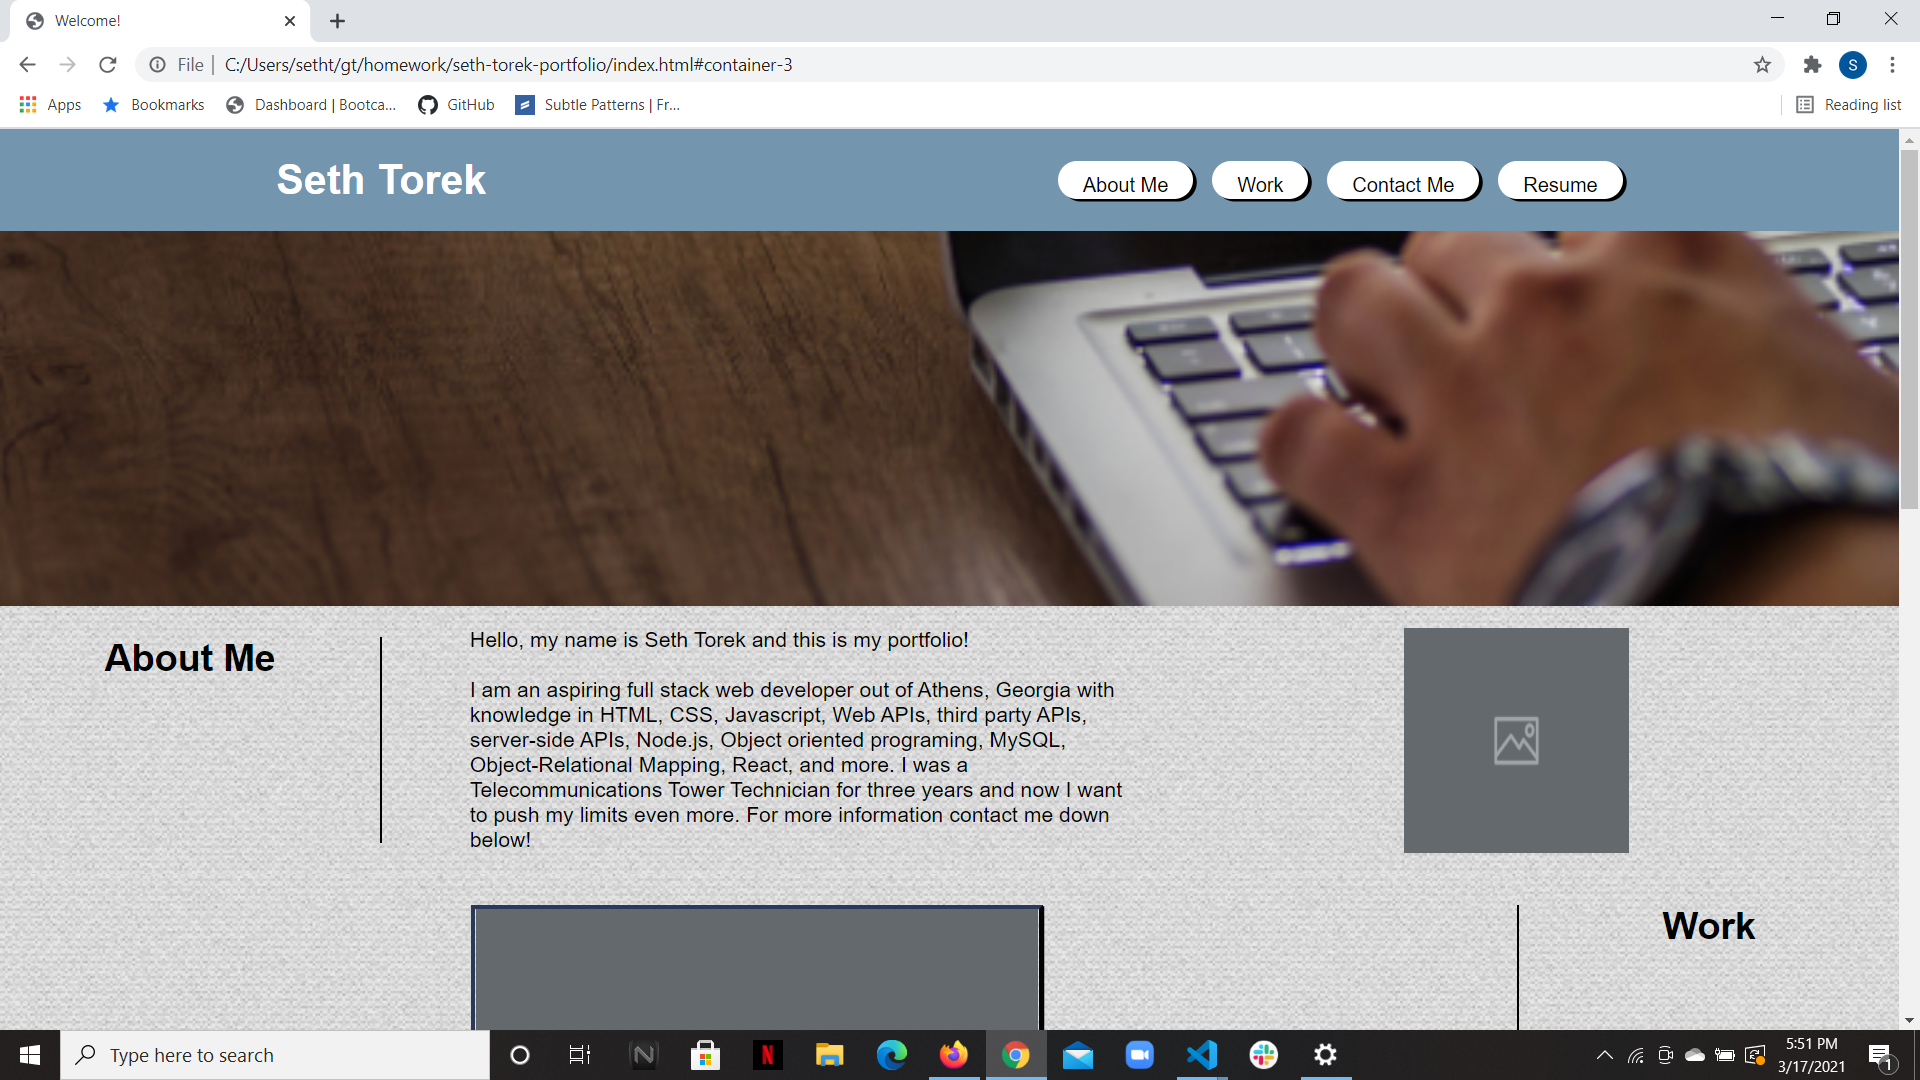 Welcome!
File | C:/Users/setht/gt/homework/seth-torek-portfolio/index.html#container-3
S
Apps Bookmarks Dashboard | Bootca... GitHub Subtle Patterns | Fr... Reading list
Seth Torek
About Me Work Contact Me Resume
About Me
Hello, my name is Seth Torek and this is my portfolio!
I am an aspiring full stack web developer out of Athens, Georgia with
knowledge in HTML, CSS, Javascript, Web APIs, third party APIs,
server-side APIs, Node.js, Object oriented programing, MySQL,
Object-Relational Mapping, React, and more. I was a
Telecommunications Tower Technician for three years and now I want
to push my limits even more. For more information contact me down
below!
Work
Type here to search
N
N
5:51 PM
3/17/2021
1